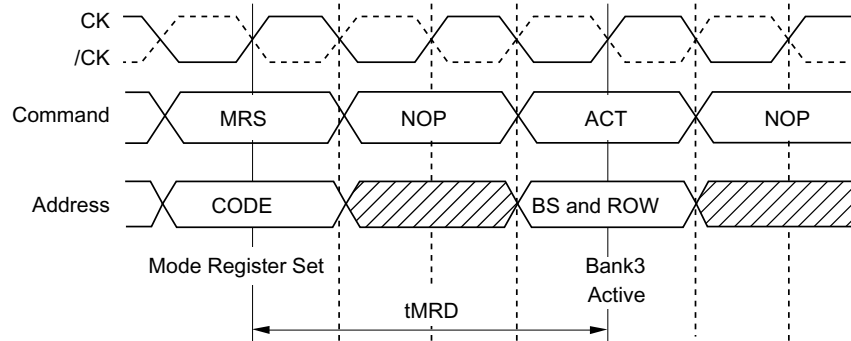 CK
/CK
Command MRS NOP ACT NOP
Address CODE BS and ROW
Mode Register Set Bank3
Active
tMRD